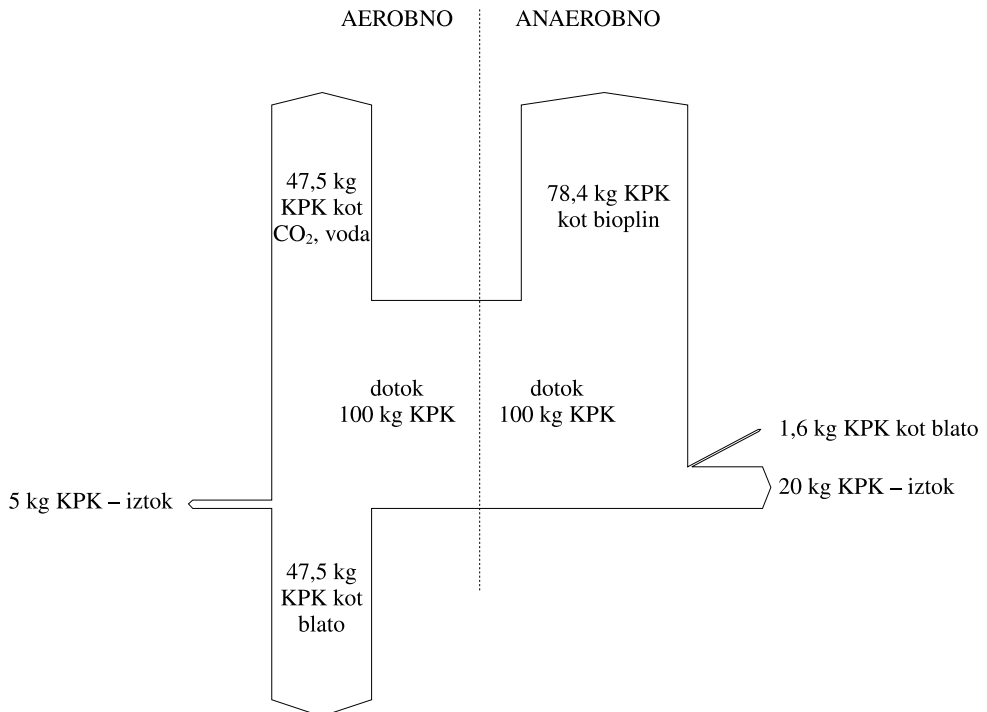 AEROBNO
ANAEROBNO
47,5 kg
KPK kot
CO₂, voda
78,4 kg KPK
kot bioplin
dotok
100 kg KPK
dotok
100 kg KPK
1,6 kg KPK kot blato
5 kg KPK – iztok
20 kg KPK – iztok
47,5 kg
KPK kot
blato